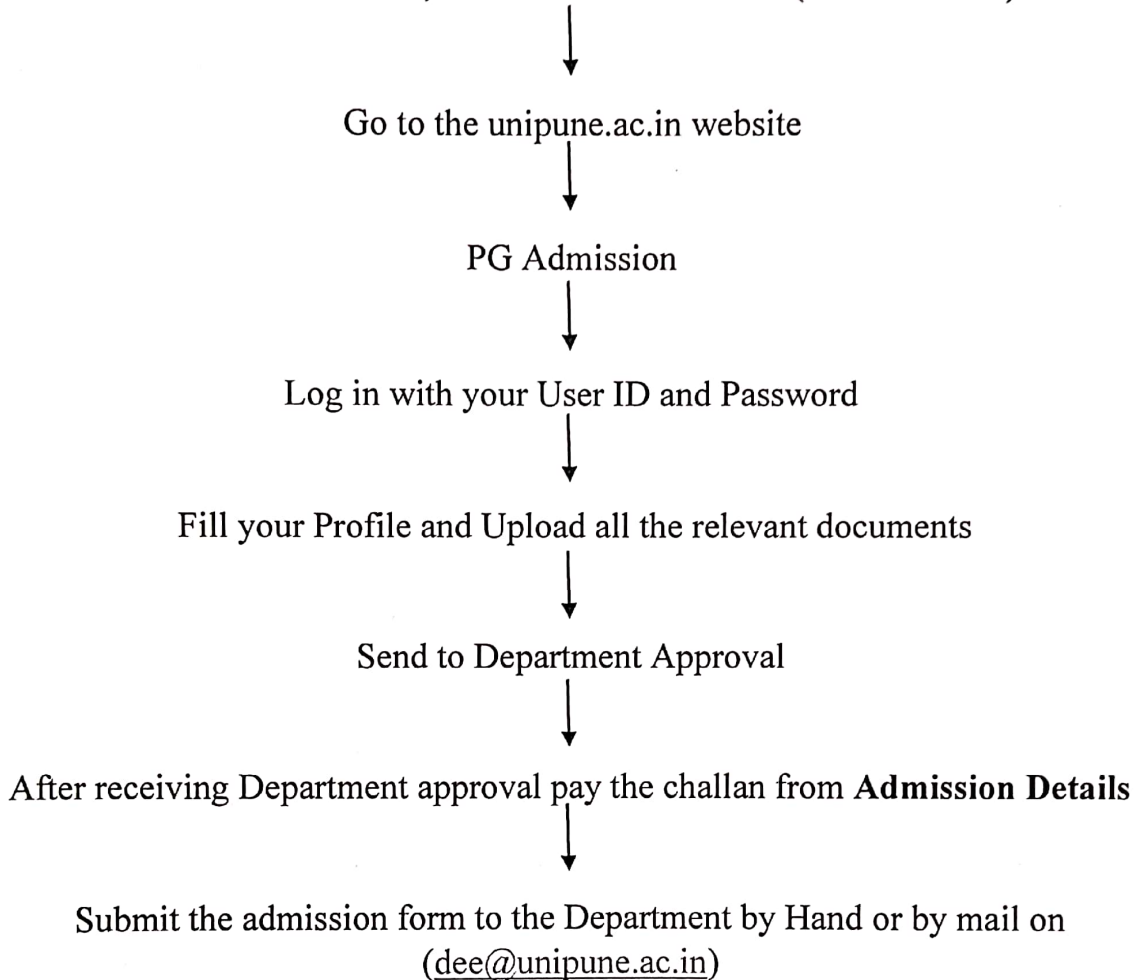 Go to the unipune.ac.in website
PG Admission
Log in with your User ID and Password
Fill your Profile and Upload all the relevant documents
Send to Department Approval
After receiving Department approval pay the challan from Admission Details
Submit the admission form to the Department by Hand or by mail on
(dee@unipune.ac.in)